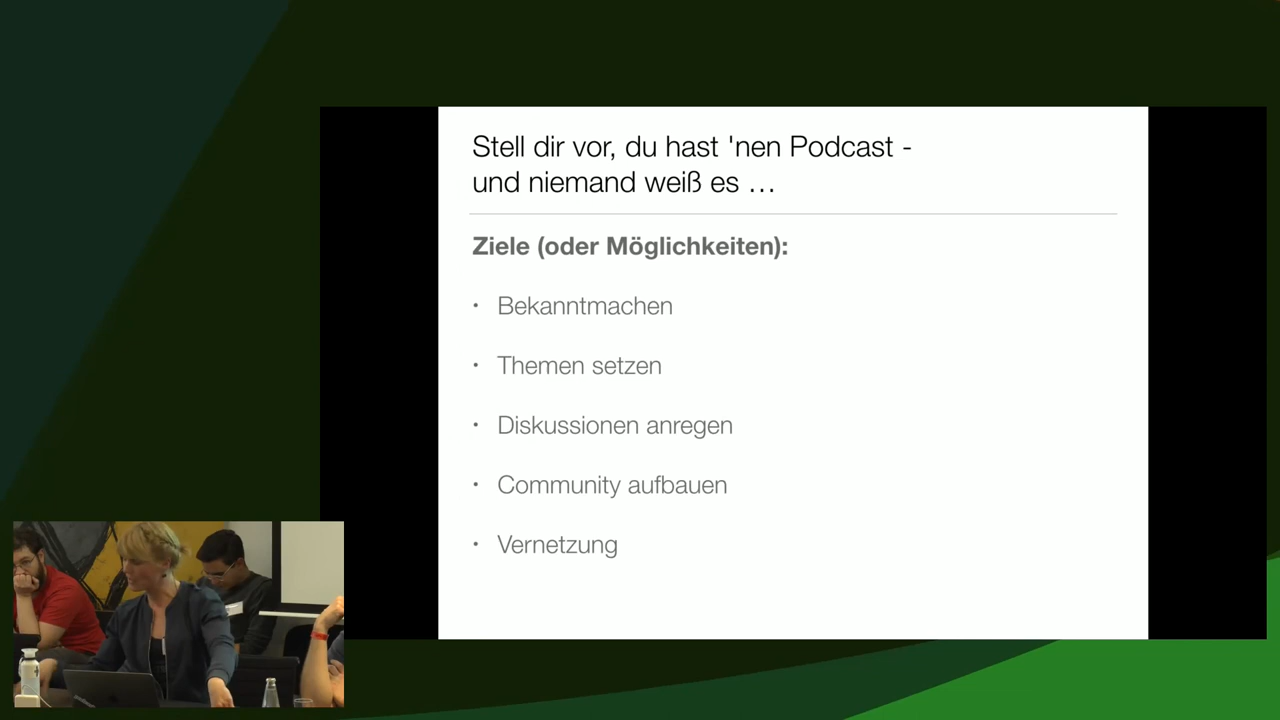 Stell dir vor, du hast 'nen Podcast -
und niemand weiß es …
Ziele (oder Möglichkeiten):
• Bekanntmachen
• Themen setzen
• Diskussionen anregen
• Community aufbauen
• Vernetzung